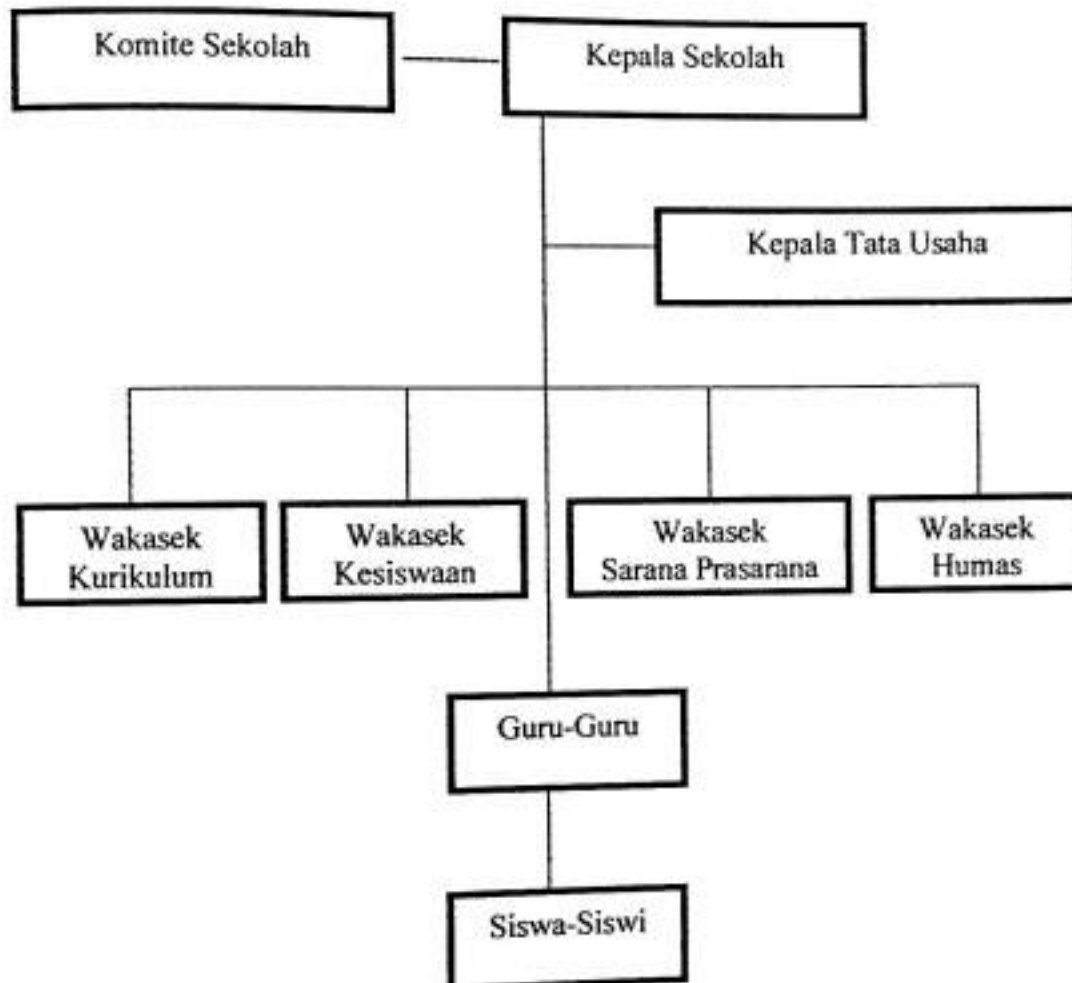 Komite Sekolah
Kepala Sekolah
Kepala Tata Usaha
Wakasek
Kurikulum
Wakasek
Kesiswaan
Wakasek
Sarana Prasarana
Wakasek
Humas
Guru-Guru
Siswa-Siswi